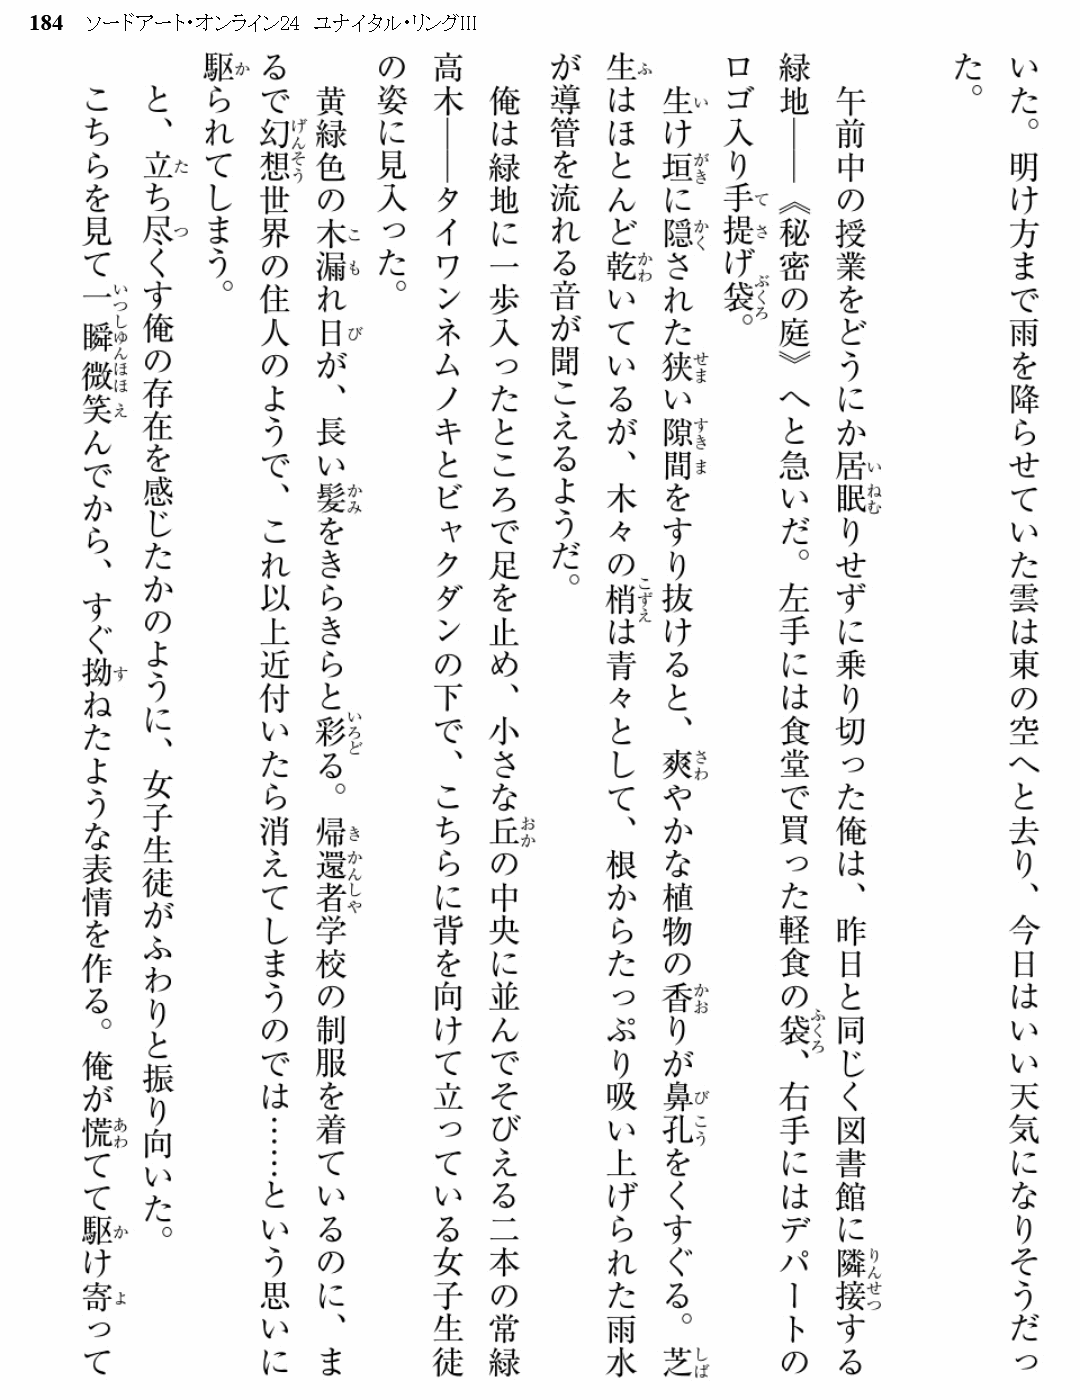 184 ソードアート・オンライン24 ユナイタル・リングIII
いた。明け方まで雨を降らせていた雲は東の空へと去り、今日はいい天気になりそうだっ
た。
午前中の授業をどうにか居眠りせずに乗り切った俺は、昨日と同じく図書館に隣接する
緑地――《秘密の庭》へと急いだ。左手には食堂で買った軽食の袋、右手にはデパートの
ロゴ入り手提げ袋。
生け垣に隠された狭い隙間をすり抜けると、爽やかな植物の香りが鼻孔をくすぐる。芝
生はほとんど乾いているが、木々の梢は青々として、根からたっぷり吸い上げられた雨水
が導管を流れる音が聞こえるようだ。
俺は緑地に一歩入ったところで足を止め、小さな丘の中央に並んでそびえる二本の常緑
高木――タイワンネムノキとビャクダンの下で、こちらに背を向けて立っている女子生徒
の姿に見入った。
黄緑色の木漏れ日が、長い髪をきらきらと彩る。帰還者学校の制服を着ているのに、ま
るで幻想世界の住人のようで、これ以上近付いたら消えてしまうのでは……という思いに
駆られてしまう。
と、立ち尽くす俺の存在を感じたかのように、女子生徒がふわりと振り向いた。
こちらを見て一瞬微笑んでから、すぐ拗ねたような表情を作る。俺が慌てて駆け寄って